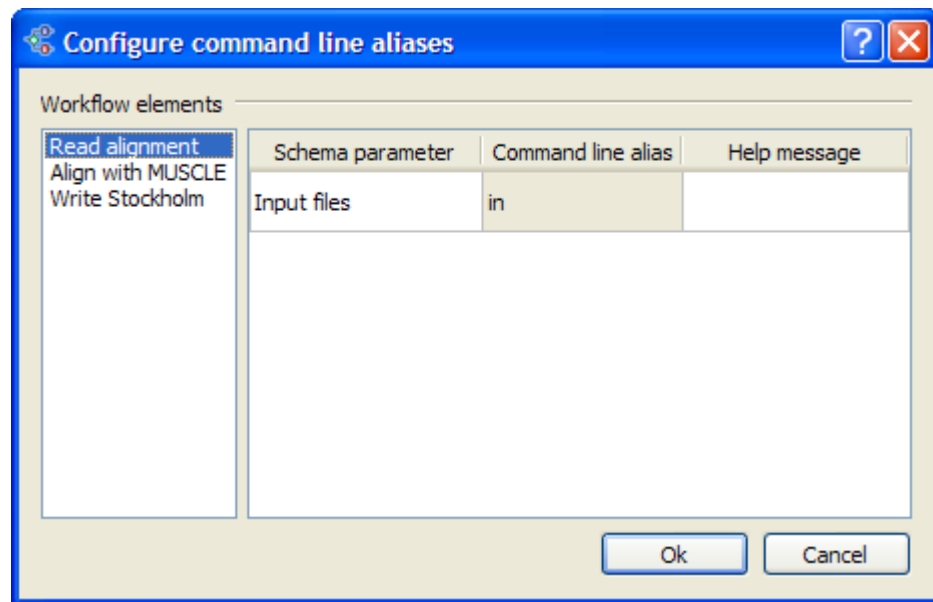 Configure command line aliases
Workflow elements
Read alignment
Align with MUSCLE
Write Stockholm
Schema parameter Command line alias Help message
Input files in
Ok Cancel